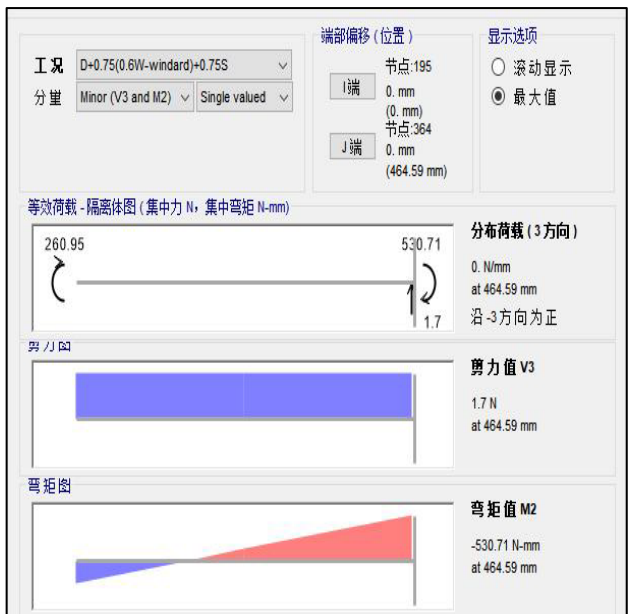 端部偏移(位置)
显示选项
工况 D+0.75(0.6W-windard)+0.75S
节点:195
滚动显示
分量 Minor (V3 and M2) Single valued
I端
0. mm
最大值
(0. mm)
节点:364
J端
0. mm
(464.59 mm)
等效荷载 - 隔离体图 (集中力 N，集中弯矩 N-mm)
分布荷载 (3方向)
260.95
530.71
0. N/mm
at 464.59 mm
1.7
沿 -3方向为正
剪力图
剪力值 V3
1.7 N
at 464.59 mm
弯矩图
弯矩值 M2
-530.71 N-mm
at 464.59 mm